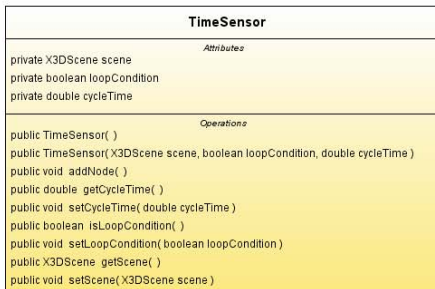 TimeSensor
Attributes
private X3DScene scene
private boolean loopCondition
private double cycleTime
Operations
public TimeSensor( )
public TimeSensor( X3DScene scene, boolean loopCondition, double cycleTime )
public void addNode( )
public double getCycleTime( )
public void setCycleTime( double cycleTime )
public boolean isLoopCondition( )
public void setLoopCondition( boolean loopCondition )
public X3DScene getScene( )
public void setScene( X3DScene scene )